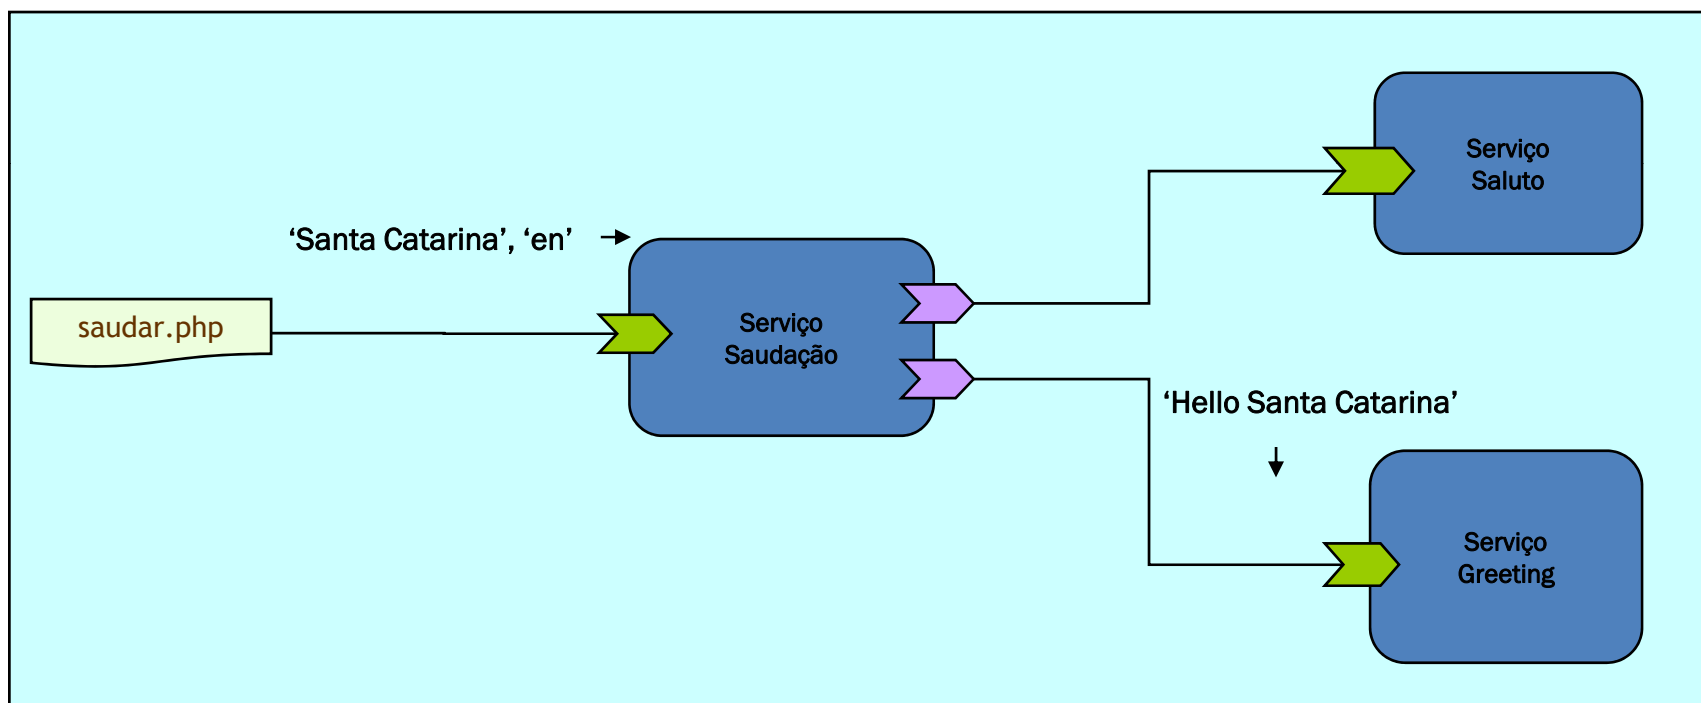 Serviço
Saluto
‘Santa Catarina’, ‘en’
saudar.php
Serviço
Saudação
‘Hello Santa Catarina’
Serviço
Greeting